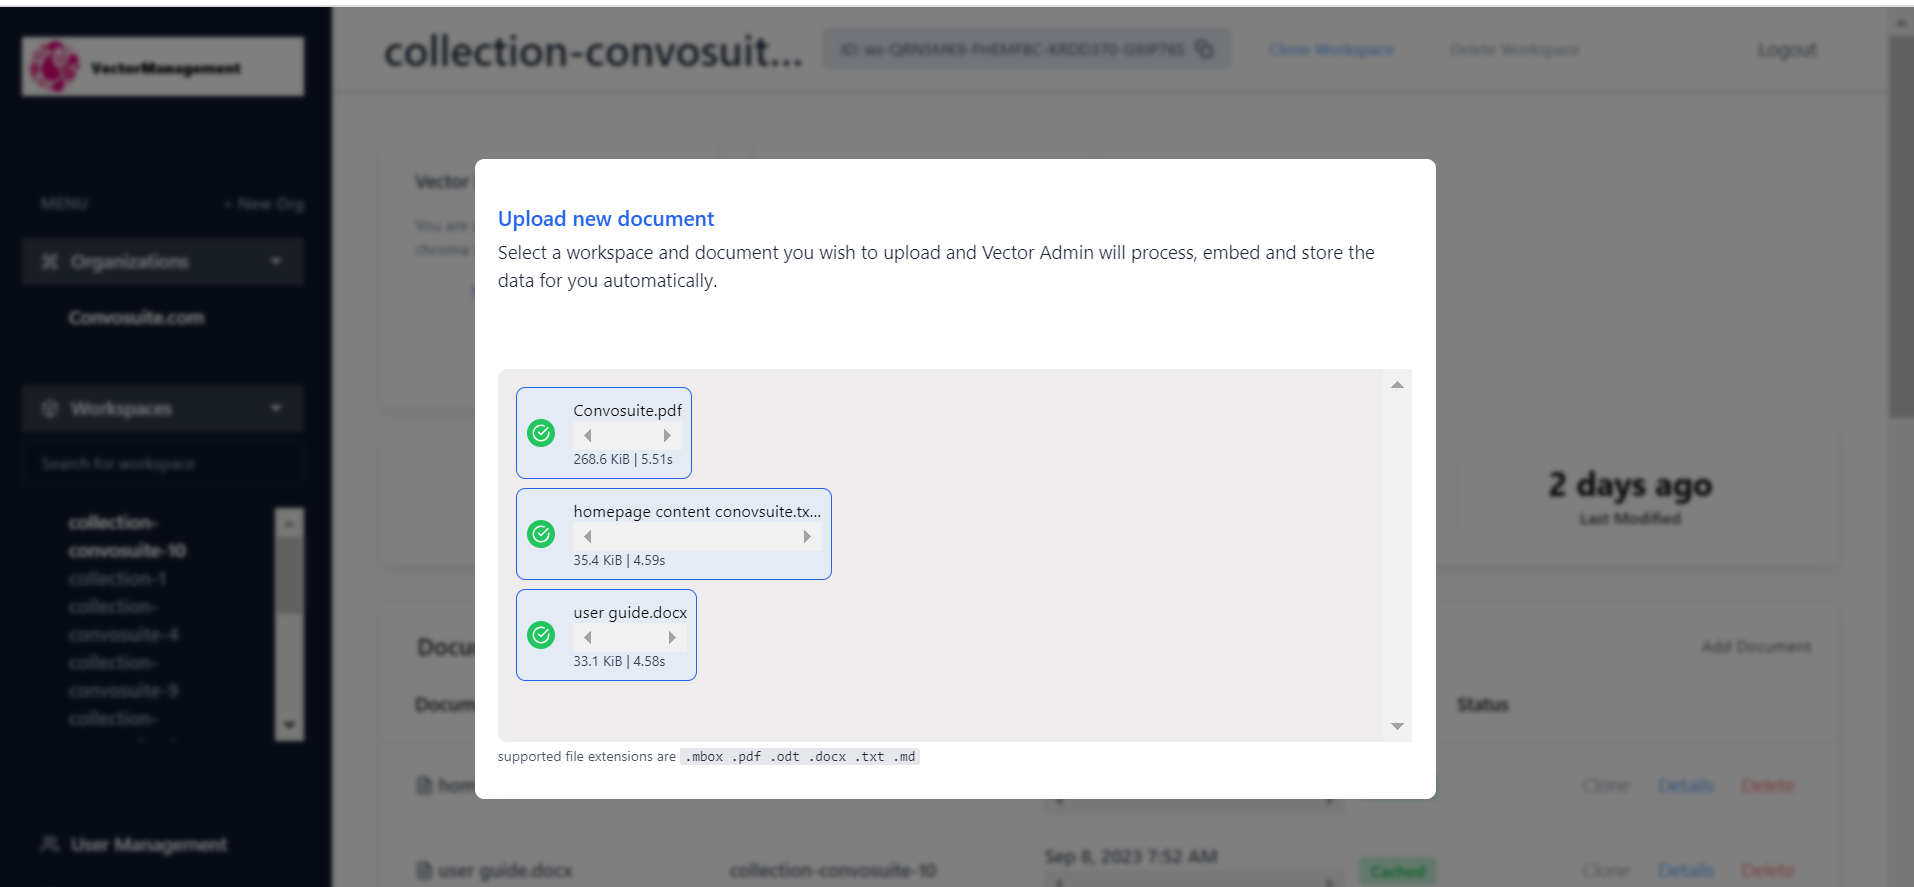 VectorManagement
collection-convosuit...
Clone Workspace
Delete Workspace
Logout
MENU
+ New Org
Organizations
Convosuite.com
Workspaces
Search for workspace
collection-
convosuite-10
collection-1
collection-
convosuite-4
collection-
convosuite-9
collection-
User Management
Vector
You are
chroma
Upload new document
Select a workspace and document you wish to upload and Vector Admin will process, embed and store the
data for you automatically.
Convosuite.pdf
268.6 KiB | 5.51s
homepage content conovsuite.tx...
35.4 KiB | 4.59s
user guide.docx
33.1 KiB | 4.58s
supported file extensions are .mbox .pdf .odt .docx .txt .md
2 days ago
Last Modified
Docu
Add Document
Docum
Status
hom
Clone Details Delete
user guide.docx
collection-convosuite-10
Sep 8, 2023 7:52 AM
Cached
Clone Details Delete